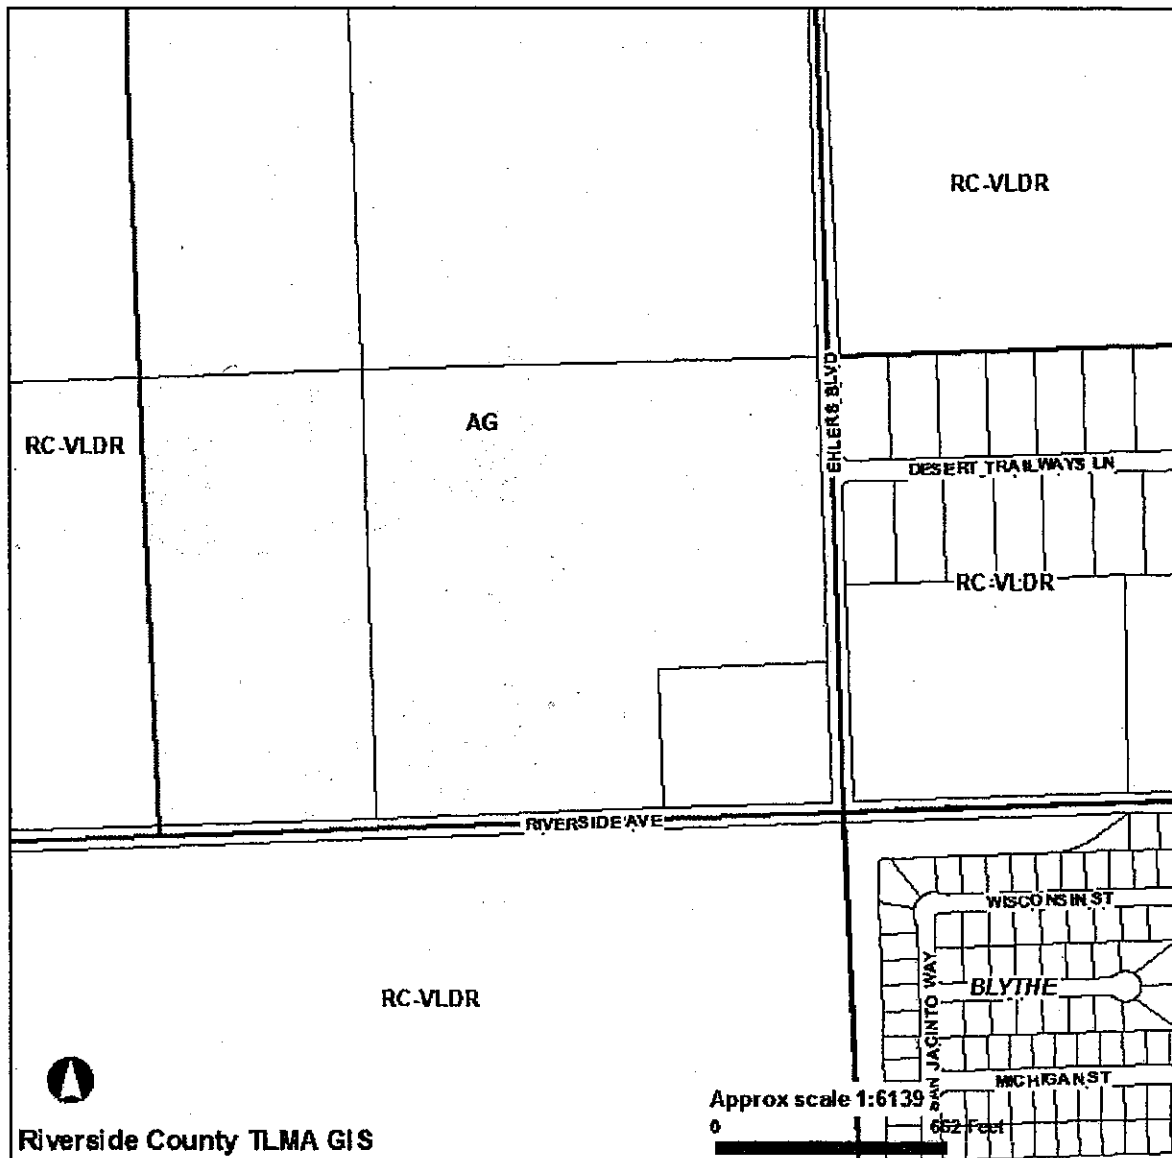 RC-VLDR
EHLERS BLVD
AG
RC-VLDR
DESERT TRAILWAYS LN
RC-VLDR
RIVERSIDE AVE
WISCONSIN ST
BLYTHE
SAN JACINTO WAY
RC-VLDR
MICHIGAN ST
Approx scale 1:6139
0 662 Feet
Riverside County TLMA GIS